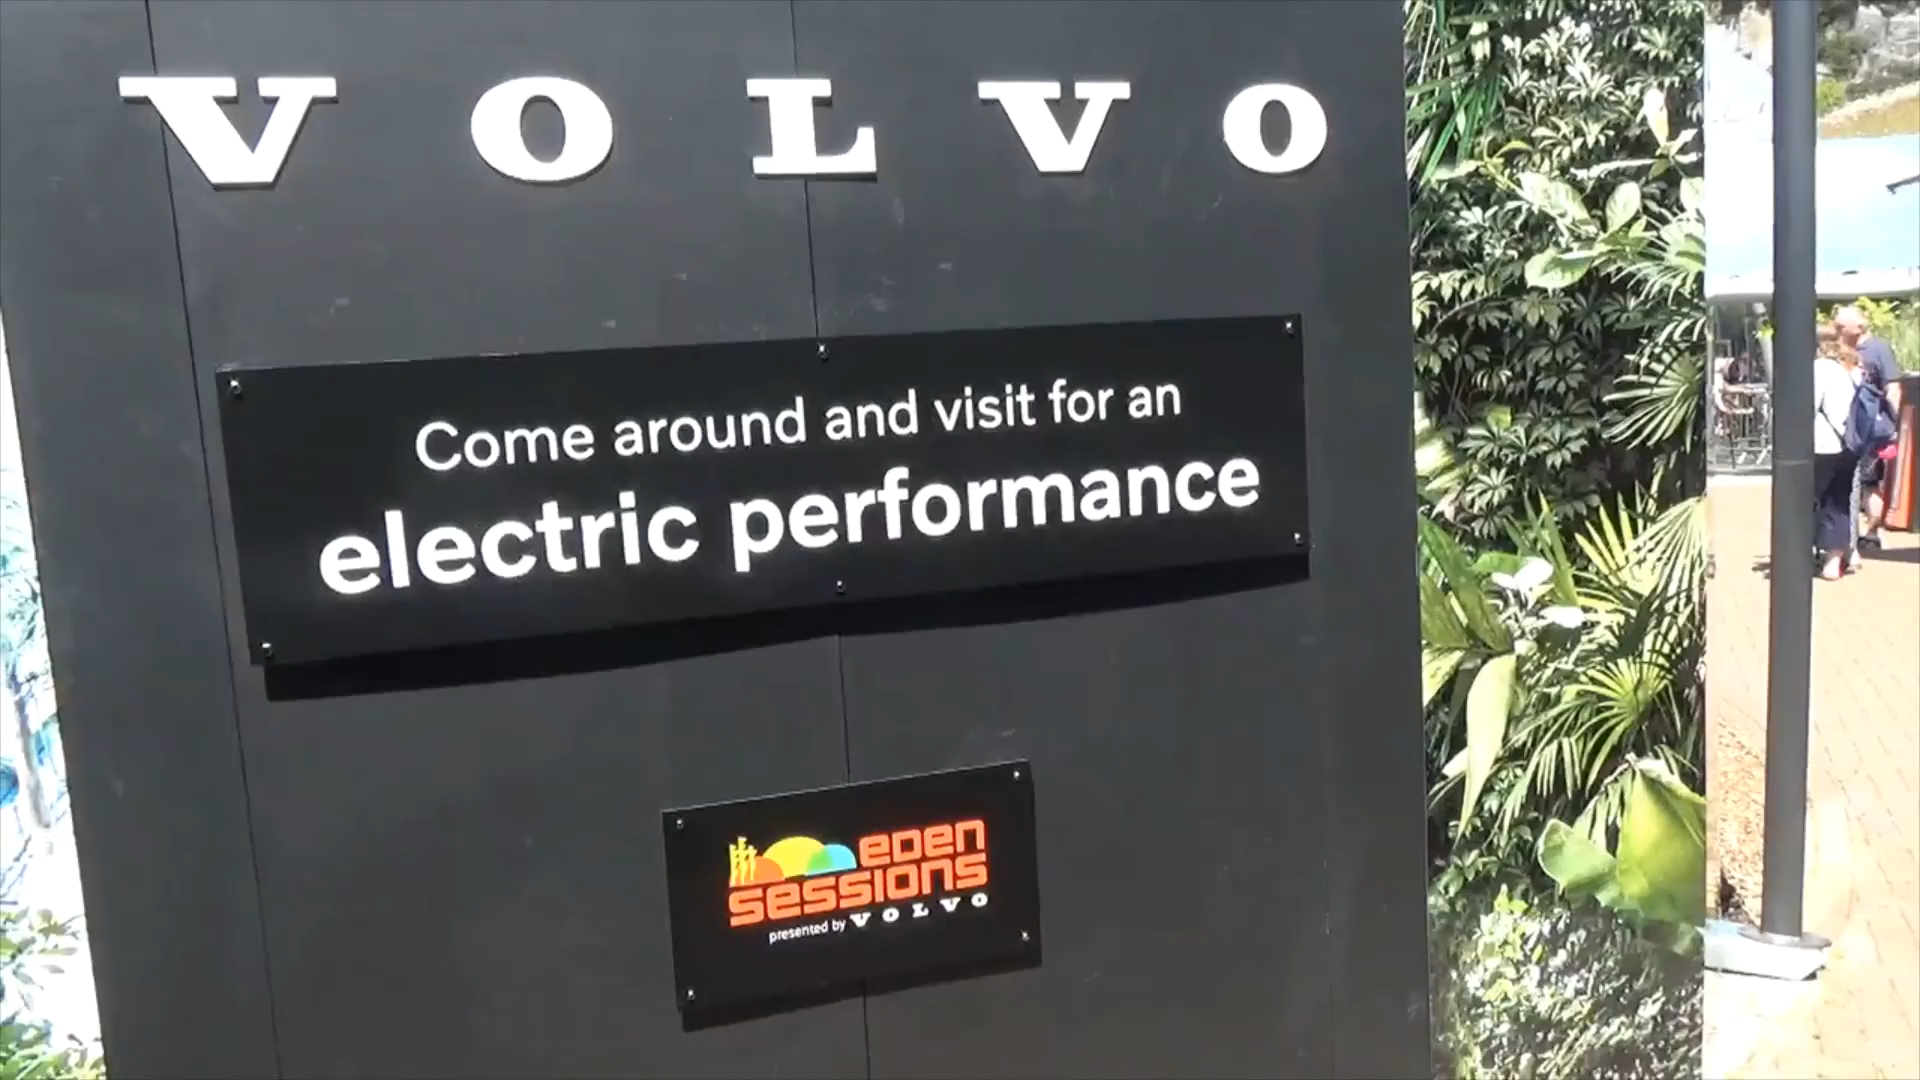 VOLVO
Come around and visit for an
electric performance
eden
sessions
presented by VOLVO